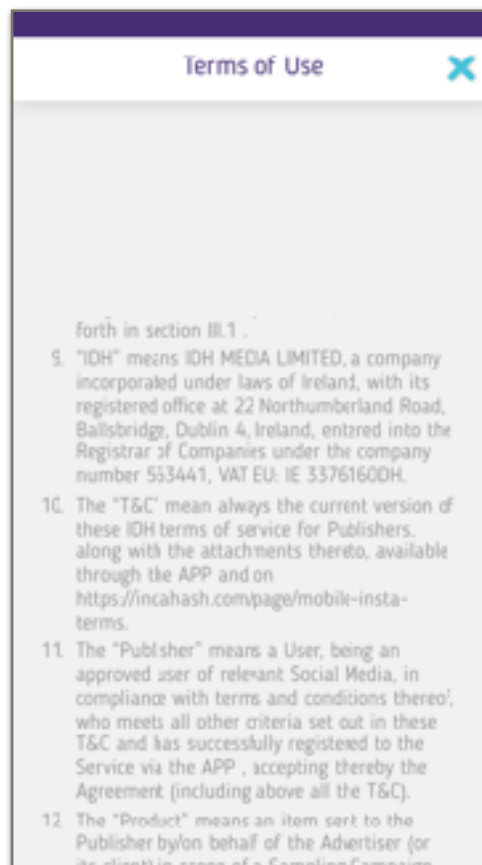 Terms of Use
forth in section III.1 .
9. "IDH" means IDH MEDIA LIMITED, a company
incorporated under laws of Ireland, with its
registered office at 22 Northumberland Road,
Ballsbridge, Dublin 4, Ireland, entered into the
Registrar of Companies under the company
number 553441, VAT EU: IE 3376160DH.
10. The "T&C" mean always the current version of
these IDH terms of service for Publishers.
along with the attachments thereto, available
through the APP and on
https://incahash.com/page/mobile-insta-
terms.
11. The "Publisher" means a User, being an
approved user of relevant Social Media, in
compliance with terms and conditions thereof,
who meets all other criteria set out in these
T&C and has successfully registered to the
Service via the APP , accepting thereby the
Agreement (including above all the T&C).
12. The "Product" means an item sent to the
Publisher by/on behalf of the Advertiser (or
its client) in scope of a Sampling Campaign